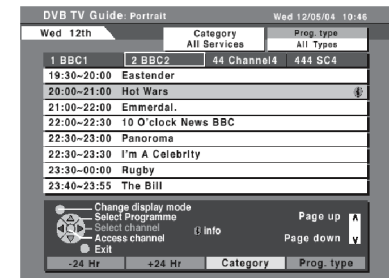 DVB TV Guide: Portrait Wed 12/05/04 10:46
Wed 12th Category Prog. type
All Services All Types
1 BBC1 2 BBC2 44 Channel4 444 SC4
19:30~20:00 Eastender
20:00~21:00 Hot Wars
21:00~22:00 Emmerdal.
22:00~22:30 10 O'clock News BBC
22:30~23:00 Panoroma
22:30~23:30 I'm A Celebrity
23:30~00:00 Rugby
23:40~23:55 The Bill
Change display mode
Select Programme Page up
Select channel i info
Access channel Page down
Exit
-24 Hr +24 Hr Category Prog. type